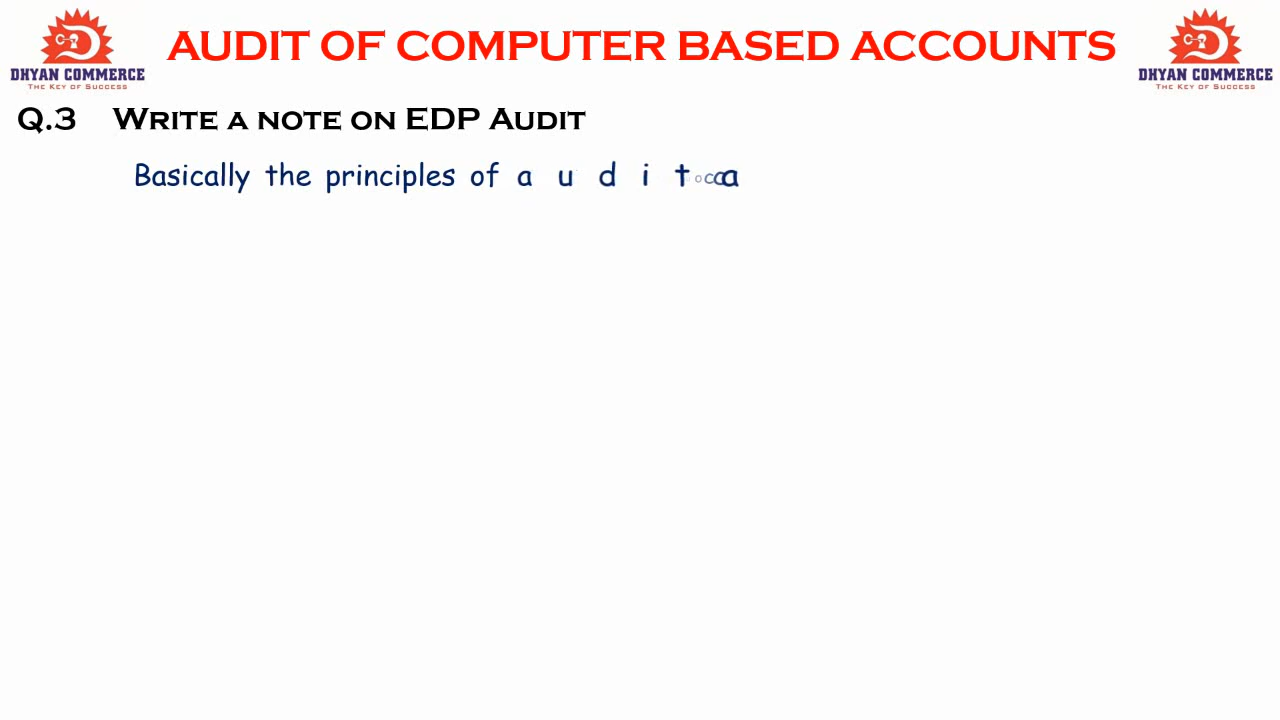 DHYAN COMMERCE
The Key of Success
AUDIT OF COMPUTER BASED ACCOUNTS
DHYAN COMMERCE
The Key of Success
Q.3 Write a note on EDP Audit
Basically the principles of a u d i t